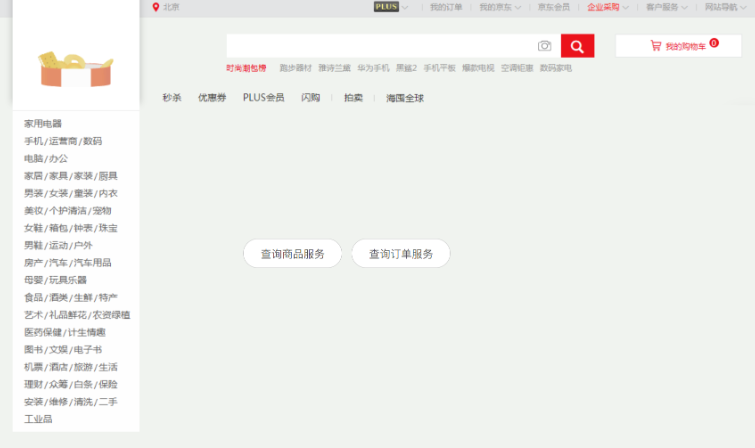 北京 PLUS 我的订单 我的京东 京东会员 企业采购 客户服务 网站导航
我的购物车 0
时尚潮包榜 跑步器材 雅诗兰黛 华为手机 黑鲨2 手机平板 爆款电视 空调钜惠 数码家电
秒杀 优惠券 PLUS会员 闪购 拍卖 海囤全球
家用电器
手机/运营商/数码
电脑/办公
家居/家具/家装/厨具
男装/女装/童装/内衣
美妆/个护清洁/宠物
女鞋/箱包/钟表/珠宝
男鞋/运动/户外
房产/汽车/汽车用品
母婴/玩具乐器
食品/酒类/生鲜/特产
艺术/礼品鲜花/农资绿植
医药保健/计生情趣
图书/文娱/电子书
机票/酒店/旅游/生活
理财/众筹/白条/保险
安装/维修/清洗/二手
工业品
查询商品服务 查询订单服务